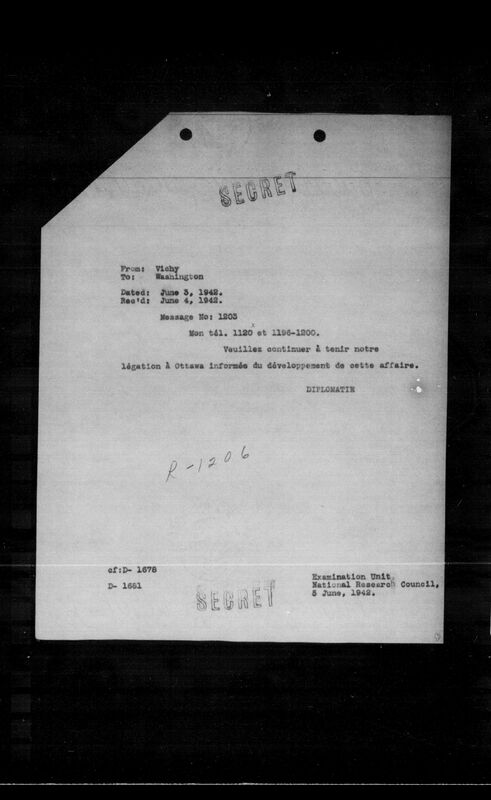 SECRET
From: Vichy
To: Washington
Dated: June 3, 1942.
Rec'd: June 4, 1942.
Message No: 1203
x
Mon tél. 1120 et 1196-1200.
Veuillez continuer à tenir notre
légation à Ottawa informée du développement de cette affaire.
DIPLOMATIE
R-1206
cf:D- 1678
D- 1681
Examination Unit,
National Research Council,
5 June, 1942.
SECRET